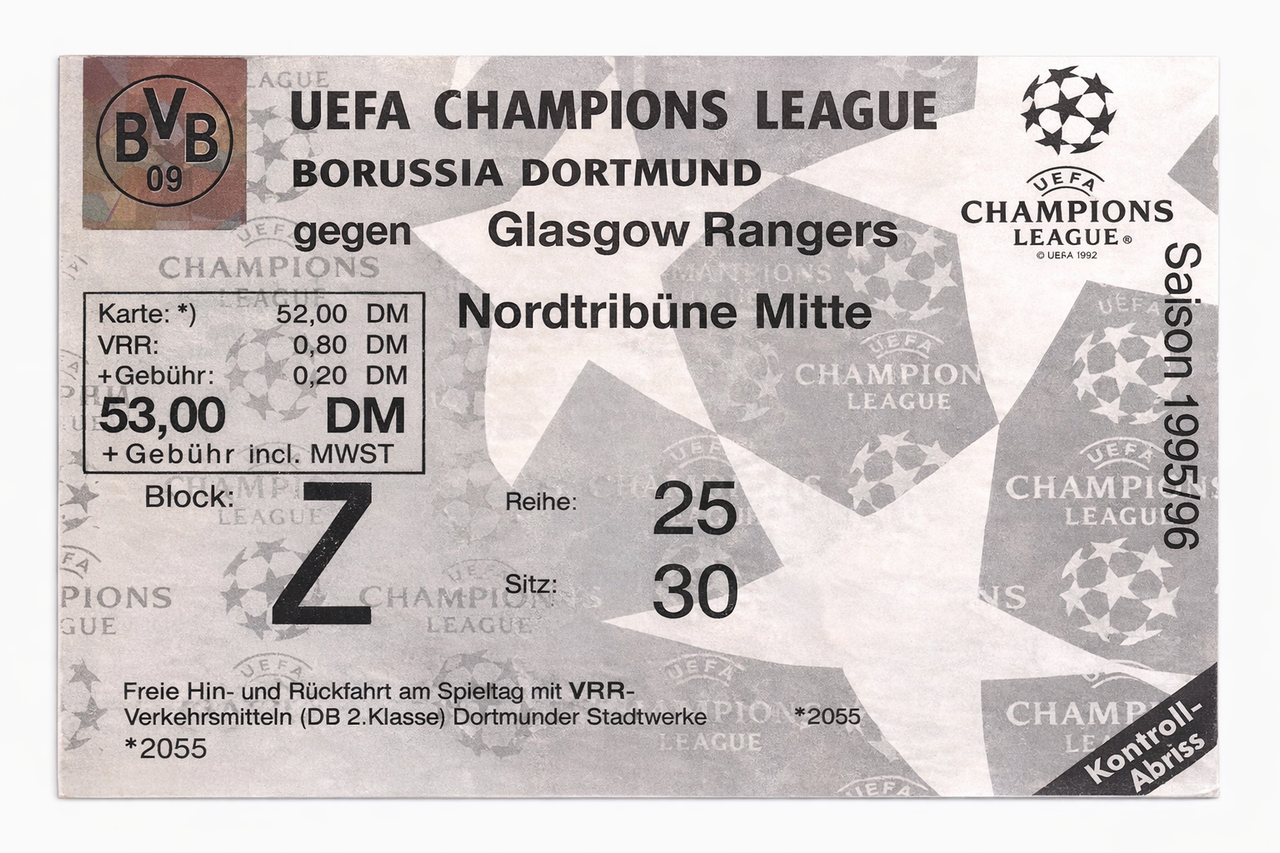 BVB
09
UEFA CHAMPIONS LEAGUE
BORUSSIA DORTMUND
gegen Glasgow Rangers
Nordtribüne Mitte
UEFA
CHAMPIONS
LEAGUE®
© UEFA 1992
Saison 1995/96
Karte: *) 52,00 DM
VRR: 0,80 DM
+Gebühr: 0,20 DM
53,00 DM
+ Gebühr incl. MWST
Block: Z
Reihe: 25
Sitz: 30
Freie Hin- und Rückfahrt am Spieltag mit VRR-
Verkehrsmitteln (DB 2.Klasse) Dortmunder Stadtwerke *2055
*2055
Kontroll-
Abriss